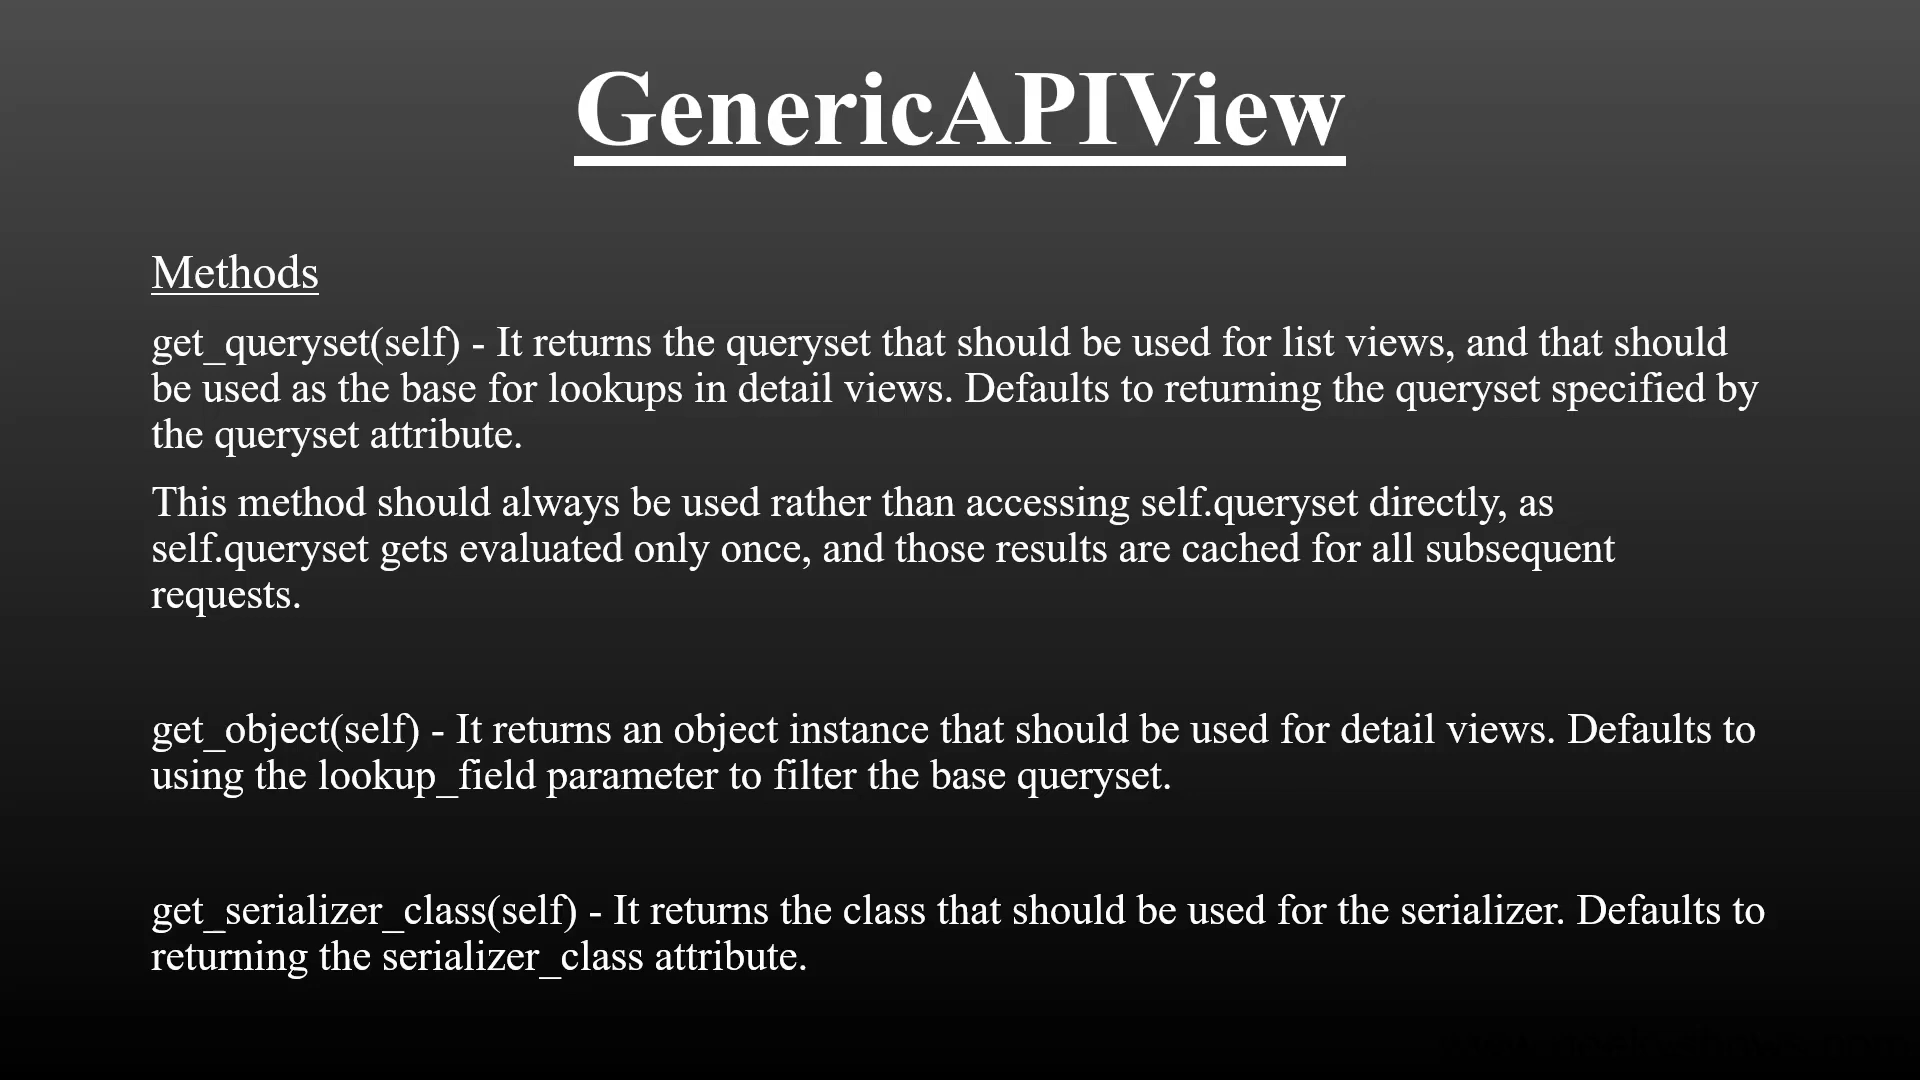 GenericAPIView
Methods
get_queryset(self) - It returns the queryset that should be used for list views, and that should
be used as the base for lookups in detail views. Defaults to returning the queryset specified by
the queryset attribute.
This method should always be used rather than accessing self.queryset directly, as
self.queryset gets evaluated only once, and those results are cached for all subsequent
requests.
get_object(self) - It returns an object instance that should be used for detail views. Defaults to
using the lookup_field parameter to filter the base queryset.
get_serializer_class(self) - It returns the class that should be used for the serializer. Defaults to
returning the serializer_class attribute.